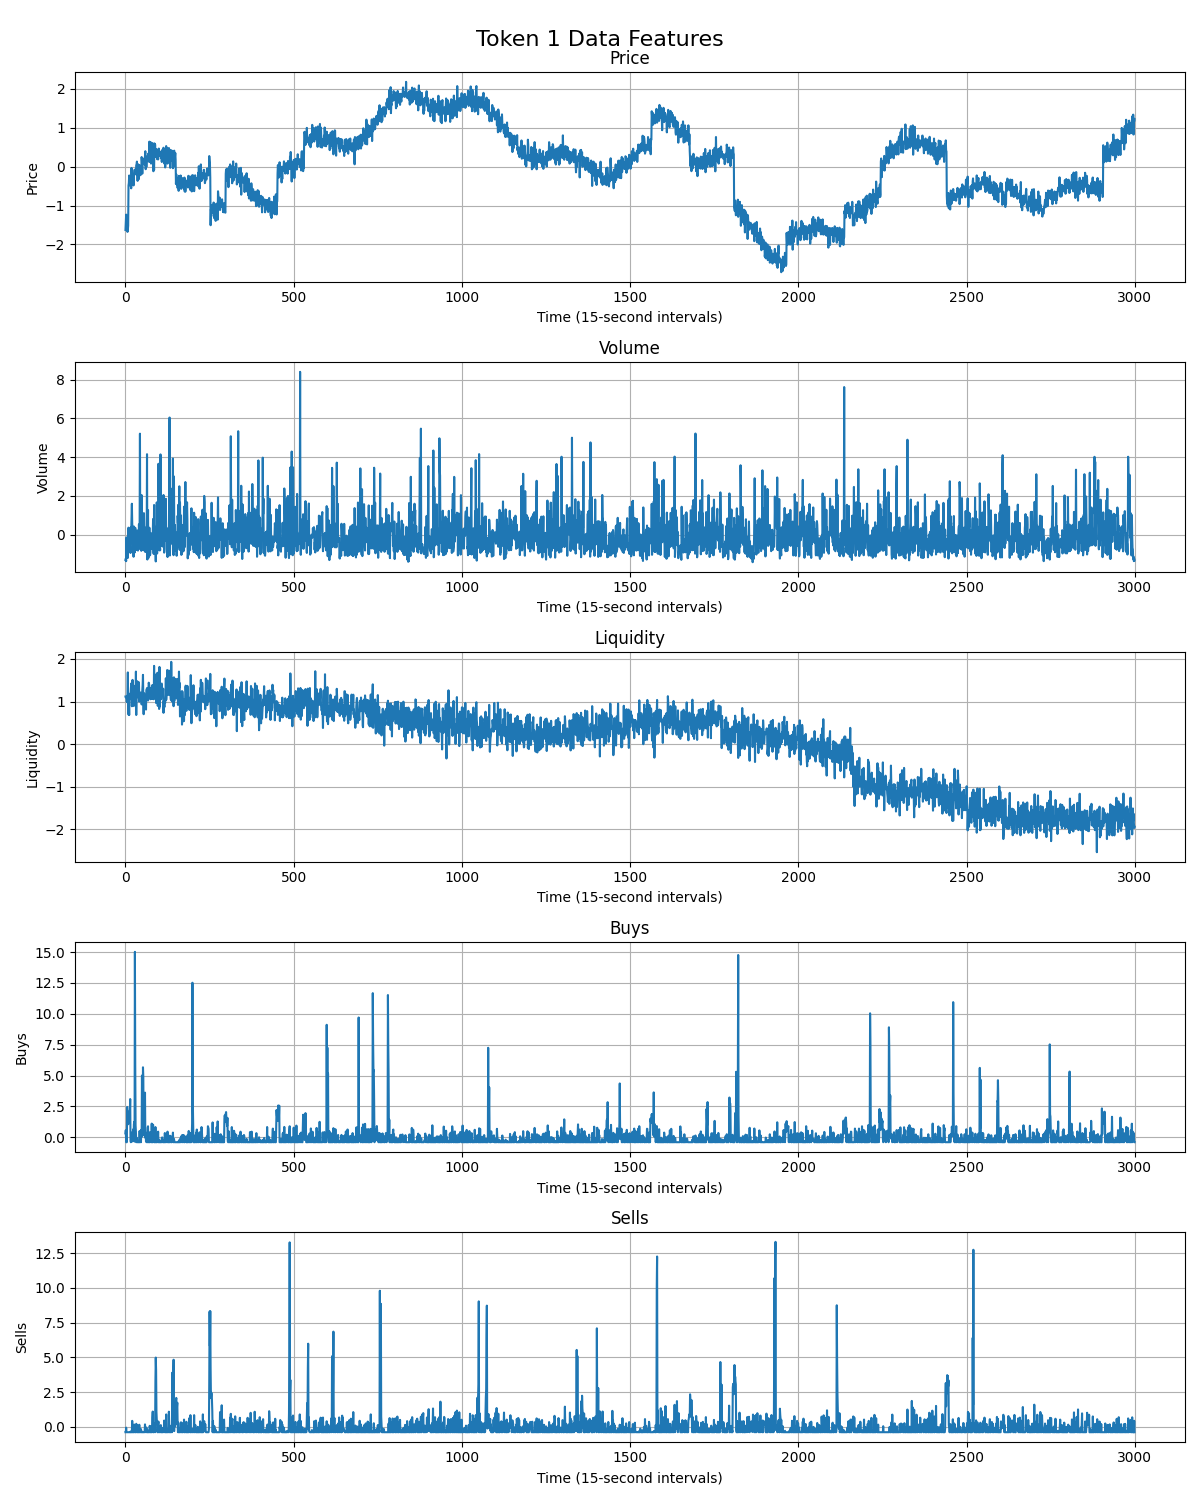 Token 1 Data Features
Price
Price
2
1
0
−1
−2
0 500 1000 1500 2000 2500 3000
Time (15-second intervals)
Volume
Volume
8
6
4
2
0
0 500 1000 1500 2000 2500 3000
Time (15-second intervals)
Liquidity
Liquidity
2
1
0
−1
−2
0 500 1000 1500 2000 2500 3000
Time (15-second intervals)
Buys
Buys
15.0
12.5
10.0
7.5
5.0
2.5
0.0
0 500 1000 1500 2000 2500 3000
Time (15-second intervals)
Sells
Sells
12.5
10.0
7.5
5.0
2.5
0.0
0 500 1000 1500 2000 2500 3000
Time (15-second intervals)